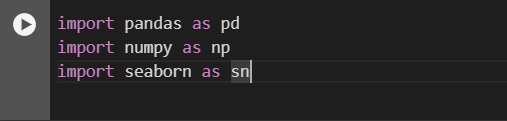 import pandas as pd
import numpy as np
import seaborn as sn